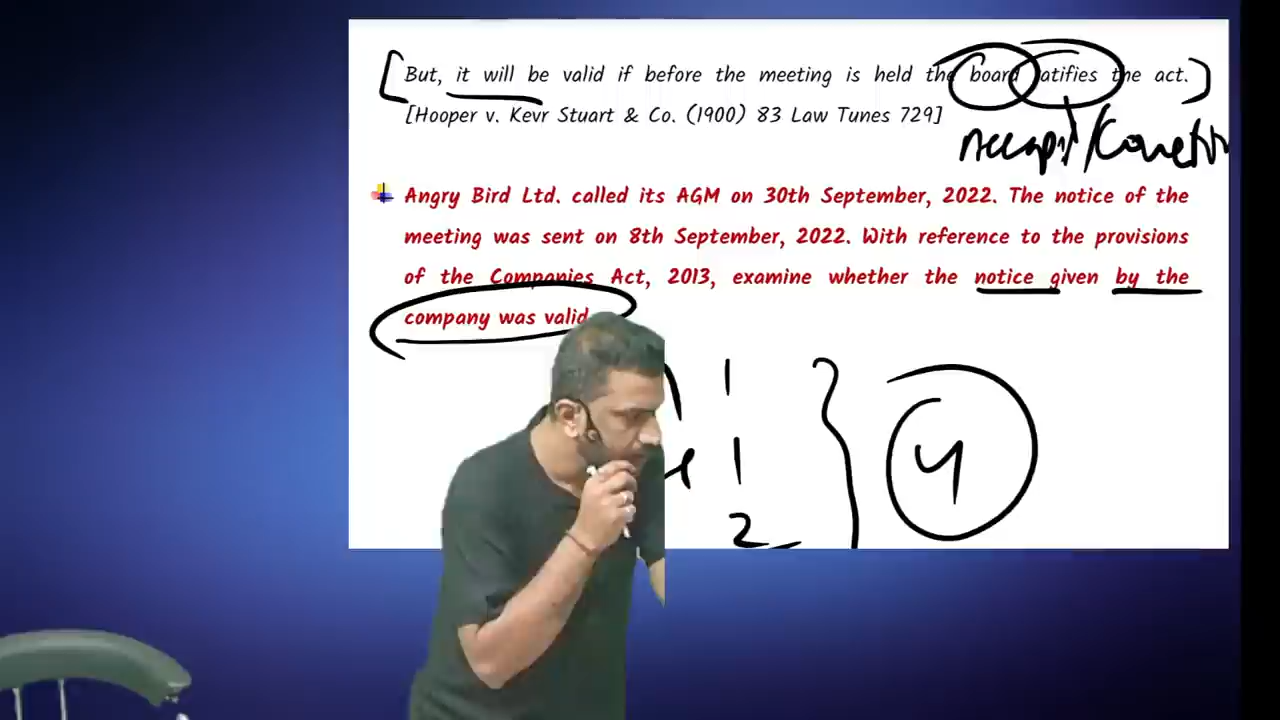 But, it will be valid if before the meeting is held the board ratifies the act.
[Hooper v. Kevr Stuart & Co. (1900) 83 Law Tunes 729]
Angry Bird Ltd. called its AGM on 30th September, 2022. The notice of the
meeting was sent on 8th September, 2022. With reference to the provisions
of the Companies Act, 2013, examine whether the notice given by the
company was valid
1
1
2
4